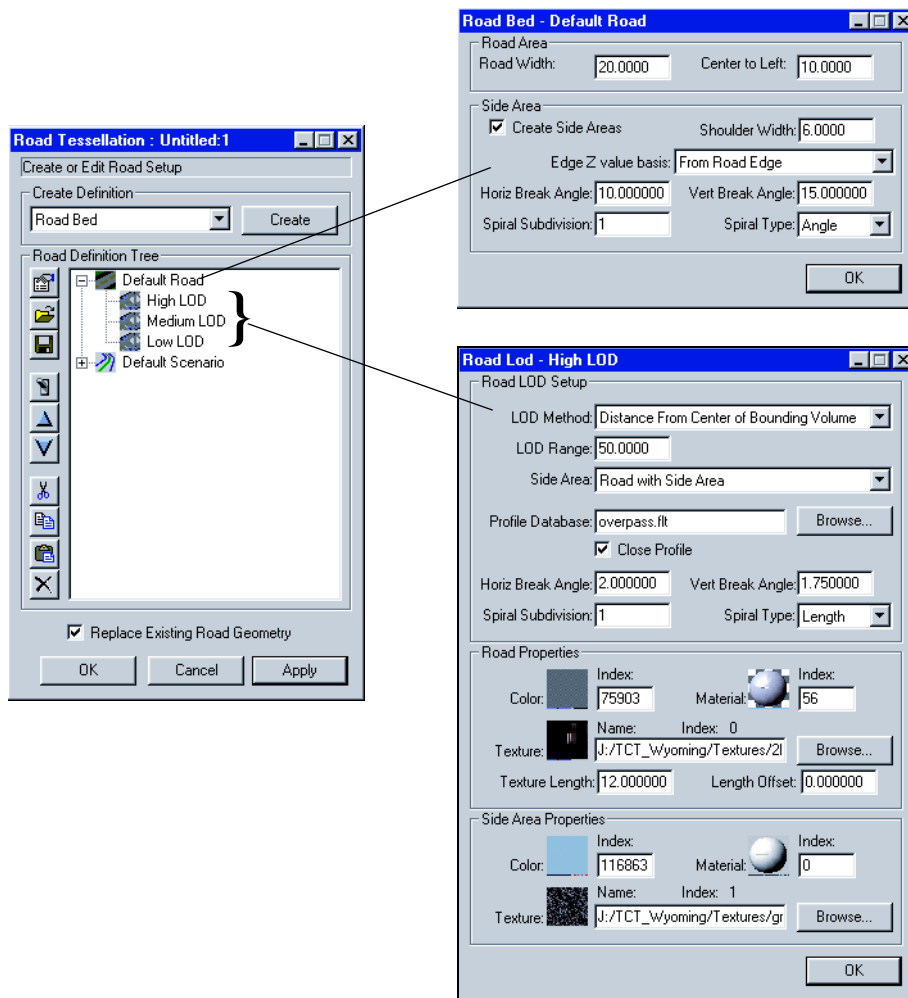 Road Tessellation : Untitled:1
Create or Edit Road Setup
Create Definition
Road Bed
Create
Road Definition Tree
Default Road
High LOD
Medium LOD
Low LOD
Default Scenario
Replace Existing Road Geometry
OK Cancel Apply
Road Bed - Default Road
Road Area
Road Width: 20.0000 Center to Left: 10.0000
Side Area
Create Side Areas Shoulder Width: 6.0000
Edge Z value basis: From Road Edge
Horiz Break Angle: 10.000000 Vert Break Angle: 15.000000
Spiral Subdivision: 1 Spiral Type: Angle
OK
Road Lod - High LOD
Road LOD Setup
LOD Method: Distance From Center of Bounding Volume
LOD Range: 50.0000
Side Area: Road with Side Area
Profile Database: overpass.flt Browse...
Close Profile
Horiz Break Angle: 2.000000 Vert Break Angle: 1.750000
Spiral Subdivision: 1 Spiral Type: Length
Road Properties
Index: Index:
Color: 75903 Material: 56
Name: Index: 0
Texture: J:/TCT_Wyoming/Textures/2l Browse...
Texture Length: 12.000000 Length Offset: 0.000000
Side Area Properties
Index: Index:
Color: 116863 Material: 0
Name: Index: 1
Texture: J:/TCT_Wyoming/Textures/gr Browse...
OK